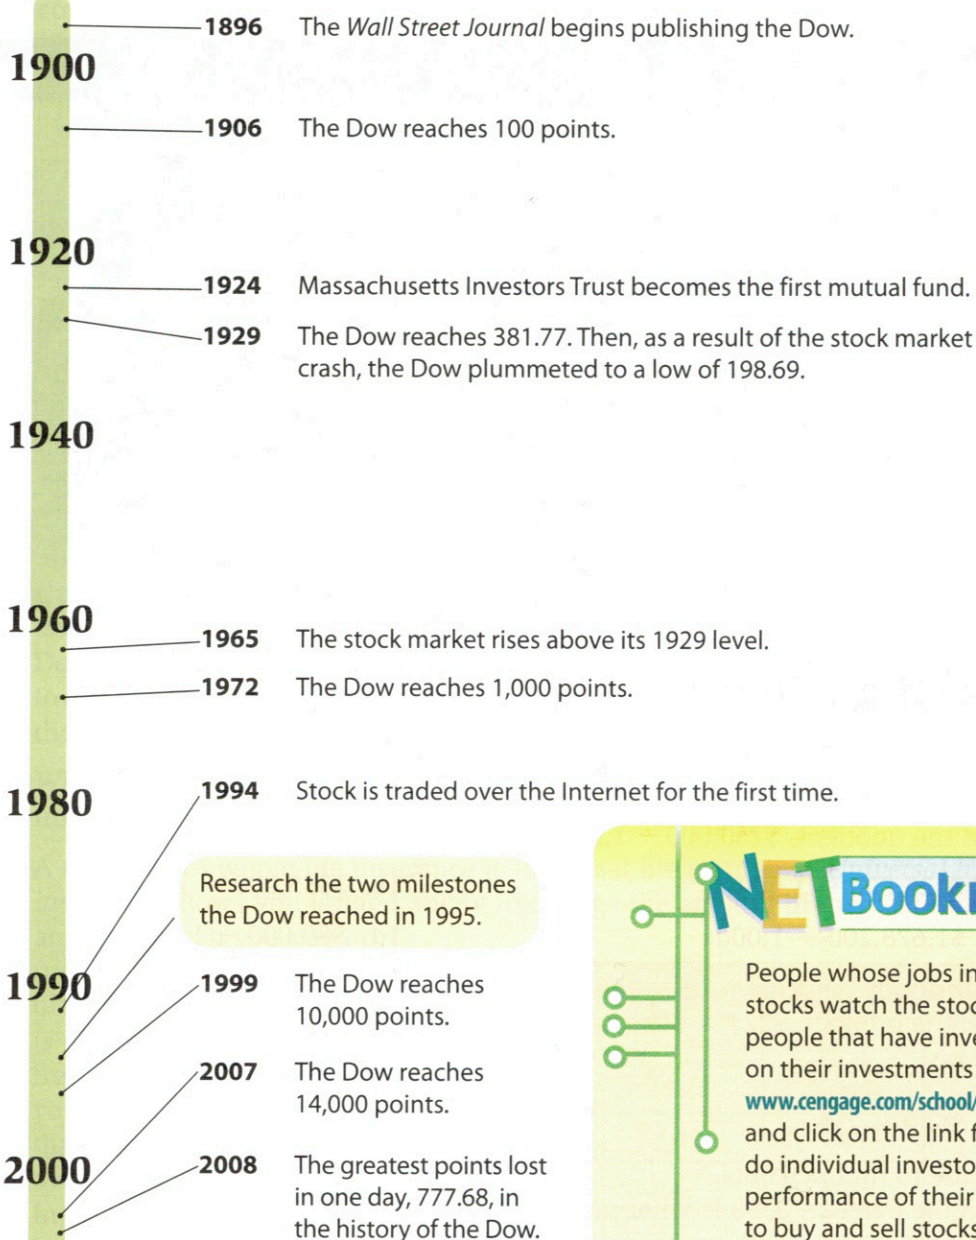 1896 The Wall Street Journal begins publishing the Dow.
1900
1906 The Dow reaches 100 points.
1920
1924 Massachusetts Investors Trust becomes the first mutual fund.
1929 The Dow reaches 381.77. Then, as a result of the stock market
crash, the Dow plummeted to a low of 198.69.
1940
1960
1965 The stock market rises above its 1929 level.
1972 The Dow reaches 1,000 points.
1980
1994 Stock is traded over the Internet for the first time.
Research the two milestones
the Dow reached in 1995.
1990
1999 The Dow reaches
10,000 points.
2007 The Dow reaches
14,000 points.
2000
2008 The greatest points lost
in one day, 777.68, in
the history of the Dow.
NET
People whose jobs
stocks watch the
people that have
on their investments
www.cengage.com/school/
and click on the link
do individual
performance of their
to buy and sell stocks